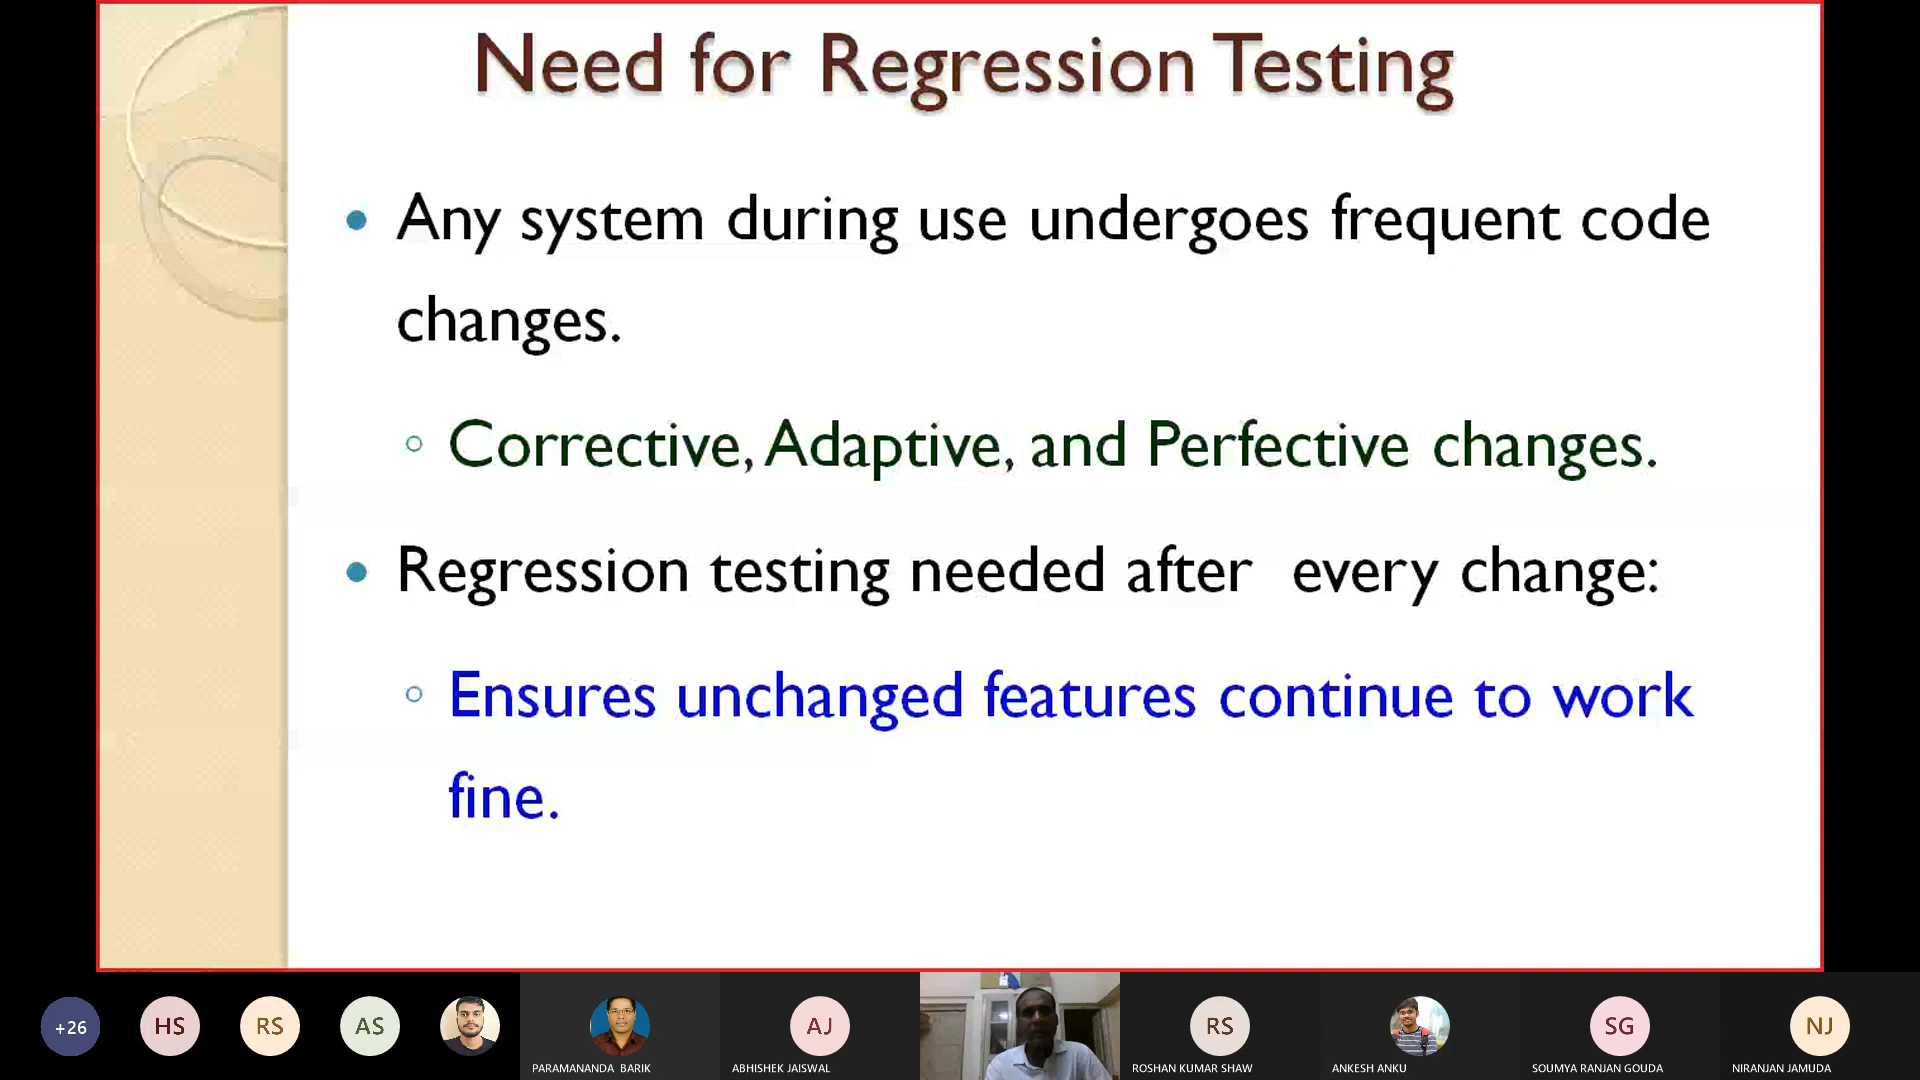 Need for Regression Testing
Any system during use undergoes frequent code
changes.
Corrective, Adaptive, and Perfective changes.
Regression testing needed after every change:
Ensures unchanged features continue to work
fine.
+26
HS
RS
AS
AJ
RS
SG
NJ
PARAMANANDA BARIK
ABHISHEK JAISWAL
ROSHAN KUMAR SHAW
ANKESH ANKU
SOUMYA RANJAN GOUDA
NIRANJAN JAMUDA